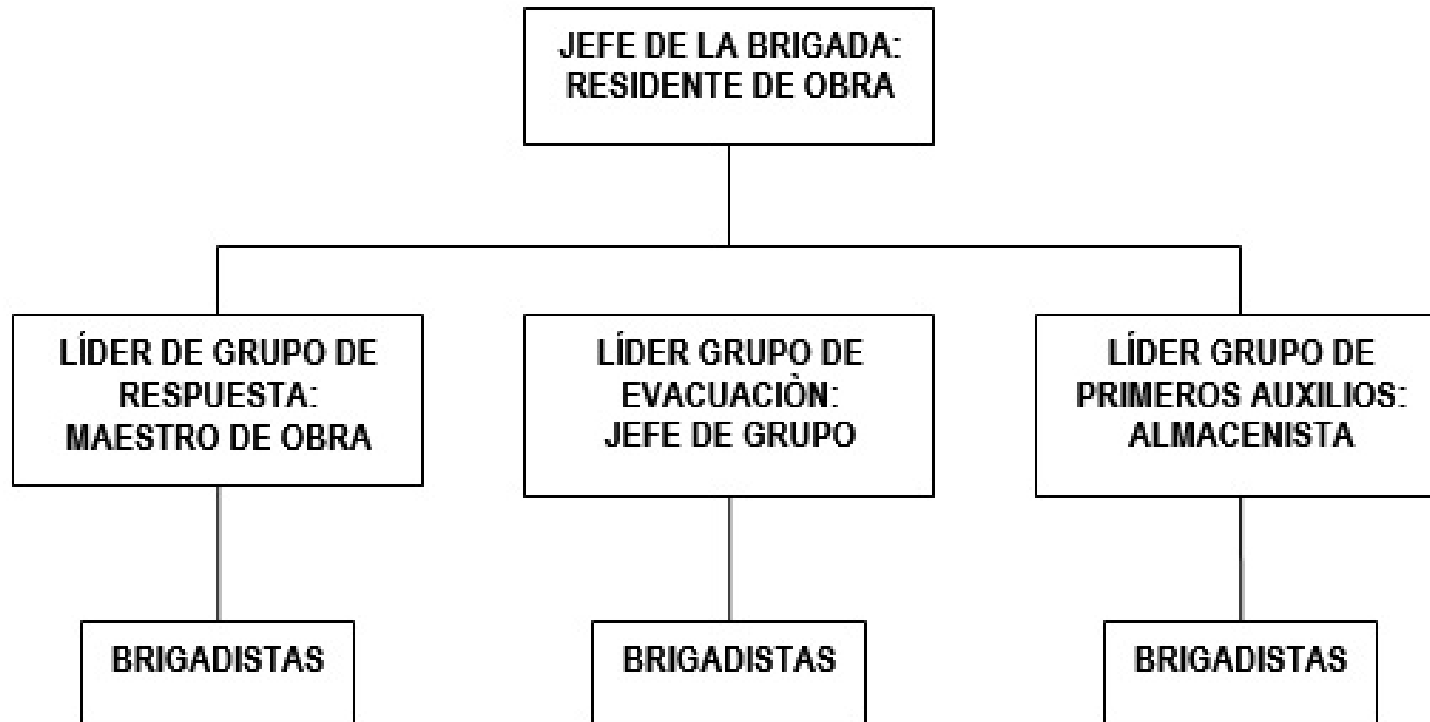 JEFE DE LA BRIGADA:
RESIDENTE DE OBRA
LÍDER DE GRUPO DE
RESPUESTA:
MAESTRO DE OBRA
LÍDER GRUPO DE
EVACUACIÒN:
JEFE DE GRUPO
LÍDER GRUPO DE
PRIMEROS AUXILIOS:
ALMACENISTA
BRIGADISTAS
BRIGADISTAS
BRIGADISTAS